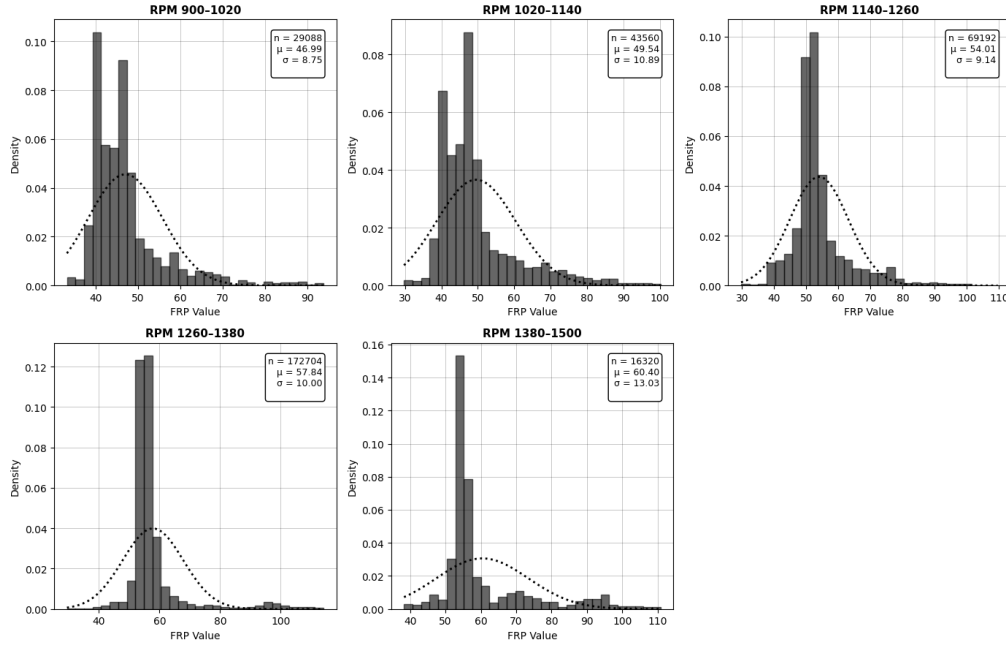 RPM 900–1020
n = 29088
μ = 46.99
σ = 8.75
Density
0.10
0.08
0.06
0.04
0.02
0.00
40
50
60
70
80
90
FRP Value
RPM 1020–1140
n = 43560
μ = 49.54
σ = 10.89
Density
0.08
0.06
0.04
0.02
0.00
30
40
50
60
70
80
90
100
FRP Value
RPM 1140–1260
n = 69192
μ = 54.01
σ = 9.14
Density
0.10
0.08
0.06
0.04
0.02
0.00
30
40
50
60
70
80
90
100
110
FRP Value
RPM 1260–1380
n = 172704
μ = 57.84
σ = 10.00
Density
0.12
0.10
0.08
0.06
0.04
0.02
0.00
40
60
80
100
FRP Value
RPM 1380–1500
n = 16320
μ = 60.40
σ = 13.03
Density
0.16
0.14
0.12
0.10
0.08
0.06
0.04
0.02
0.00
40
50
60
70
80
90
100
110
FRP Value